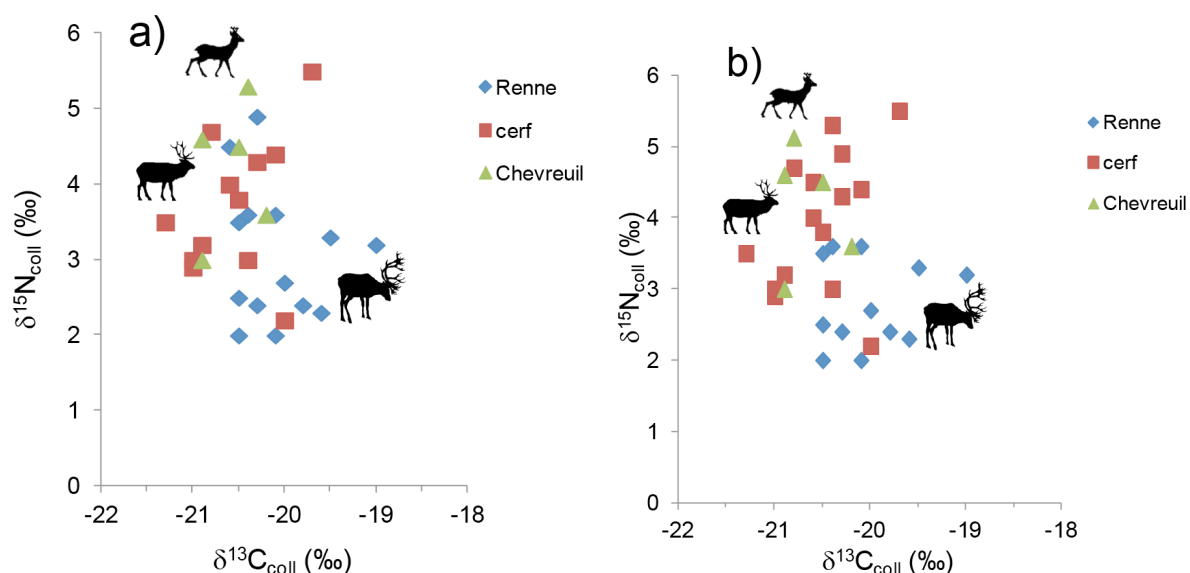 a)
6
5
4
3
2
1
0
-22 -21 -20 -19 -18
δ15Ncoll (‰)
δ13Ccoll (‰)
Renne
cerf
Chevreuil
b)
6
5
4
3
2
1
0
-22 -21 -20 -19 -18
δ15Ncoll (‰)
δ13Ccoll (‰)
Renne
cerf
Chevreuil